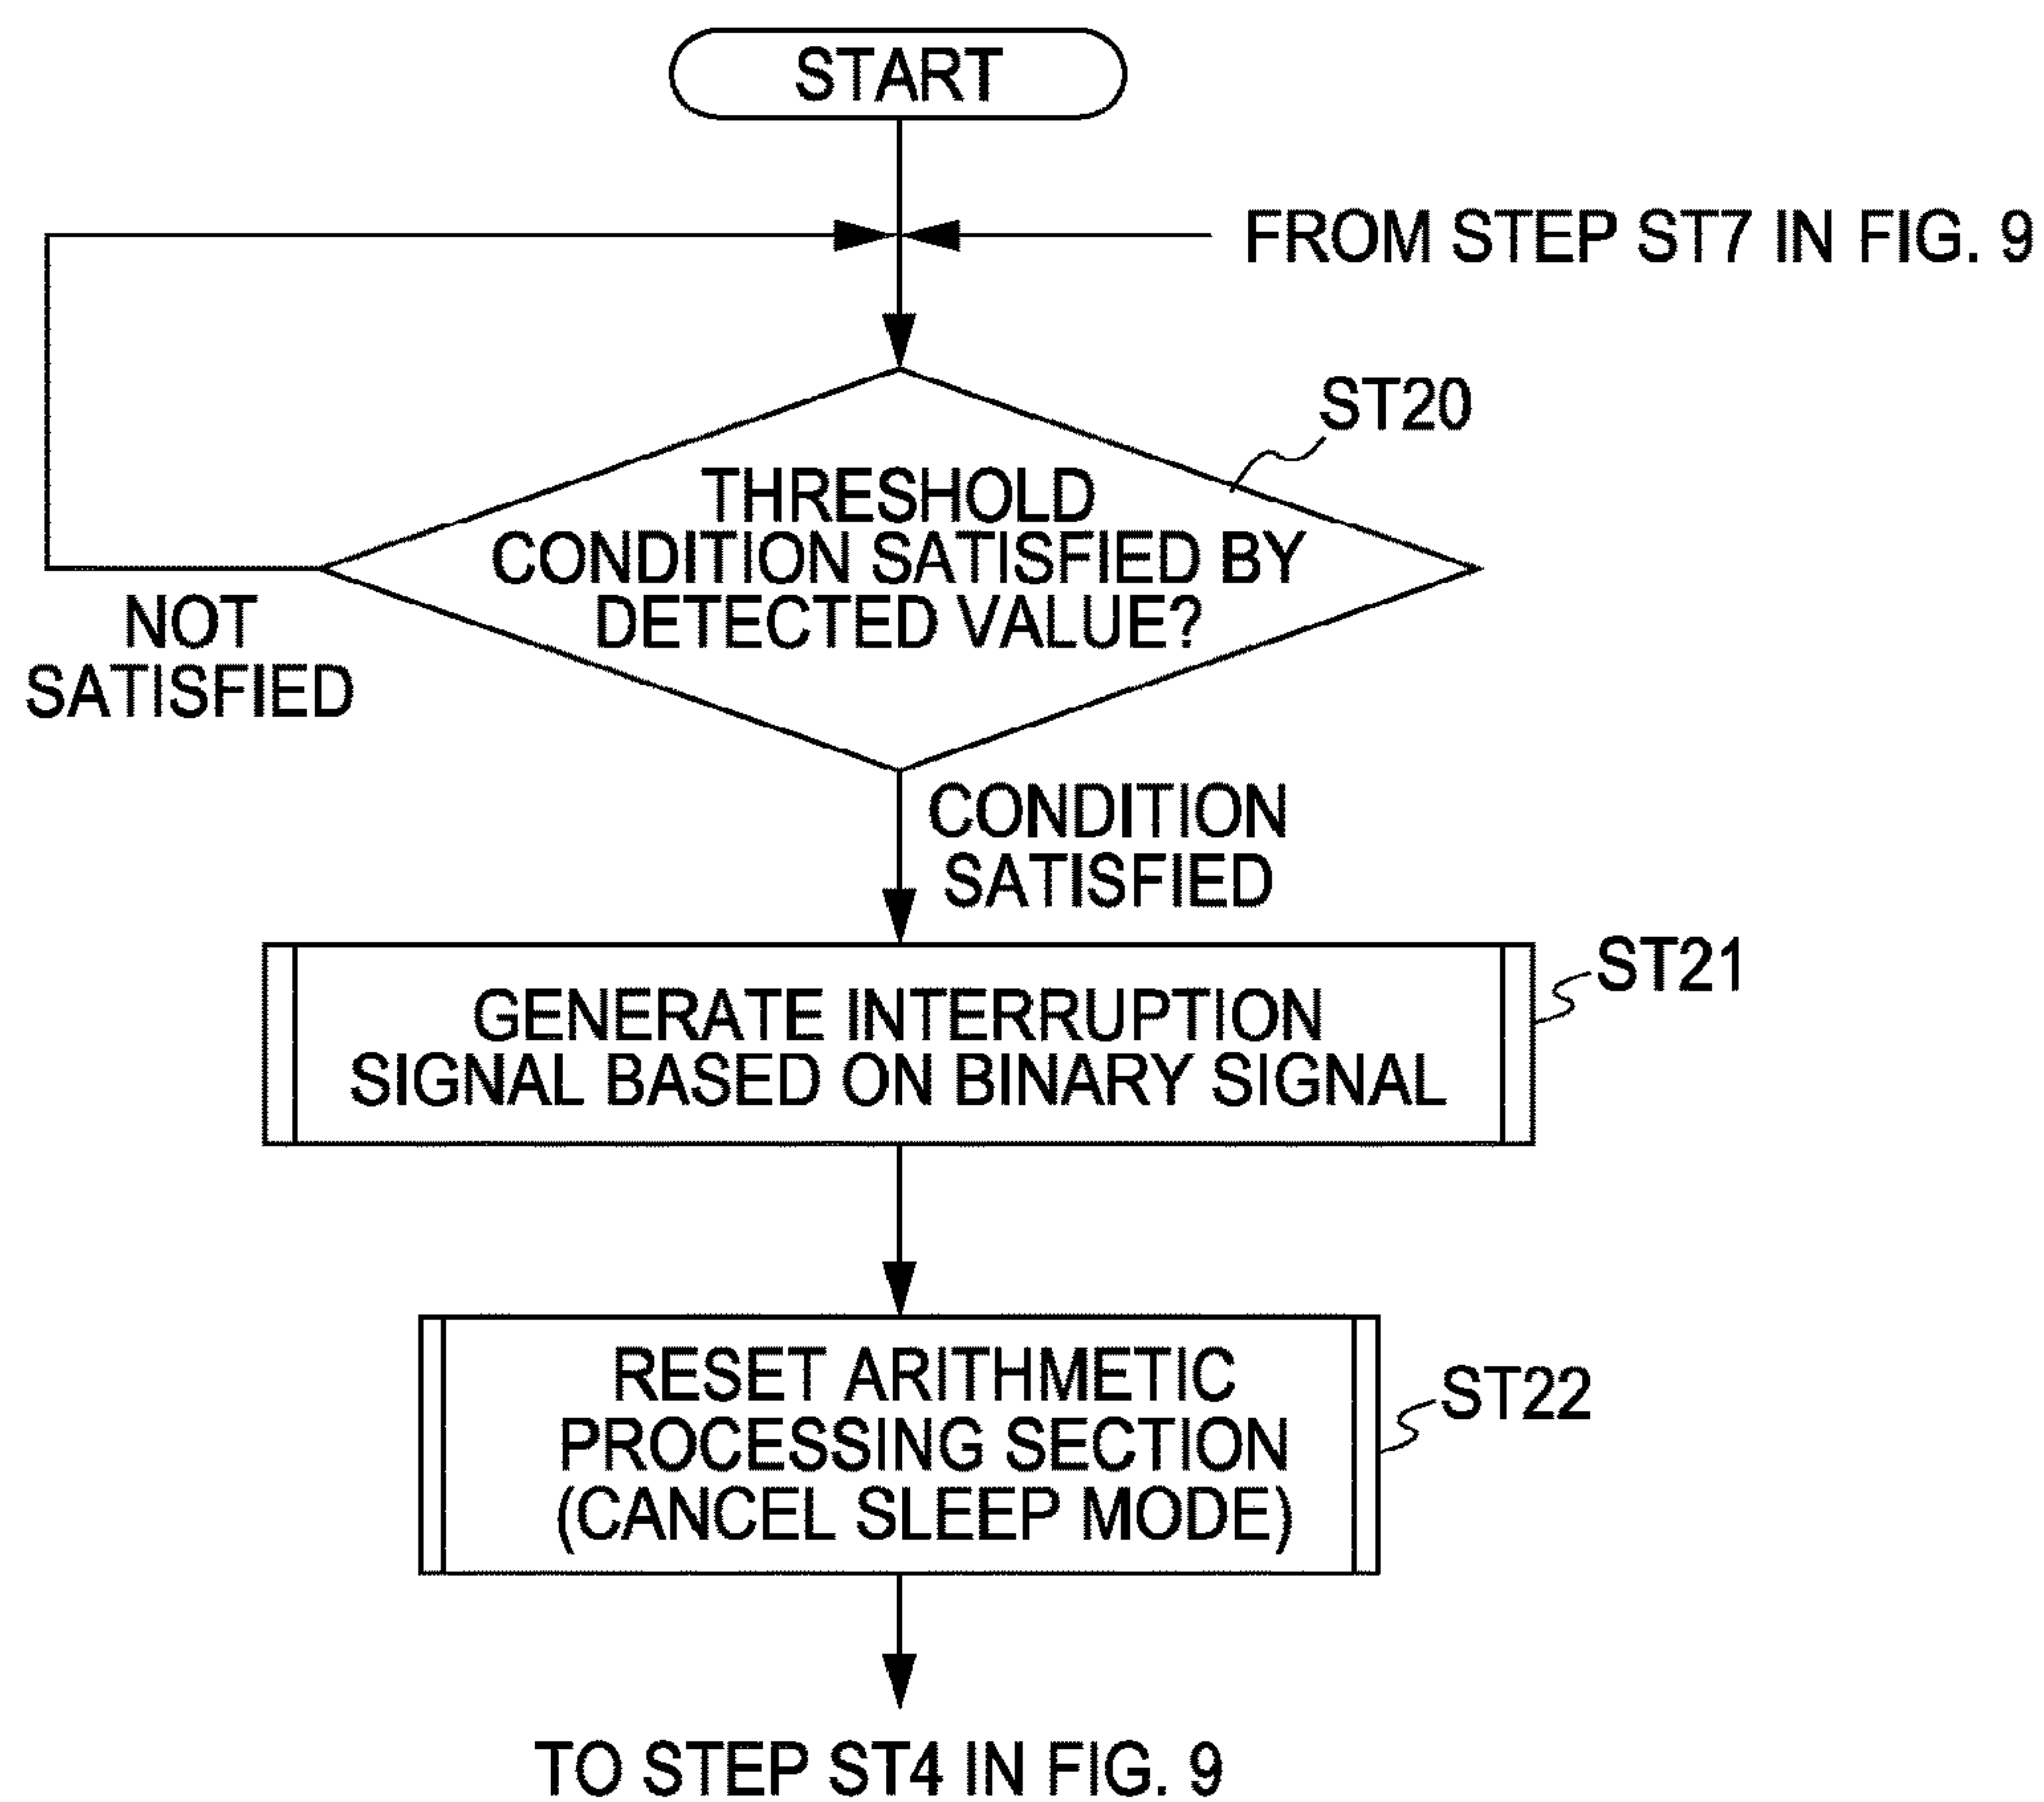 START
FROM STEP ST7 IN FIG. 9
ST20
THRESHOLD
CONDITION SATISFIED BY
DETECTED VALUE?
NOT
SATISFIED
CONDITION
SATISFIED
ST21
GENERATE INTERRUPTION
SIGNAL BASED ON BINARY SIGNAL
RESET ARITHMETIC
PROCESSING SECTION
(CANCEL SLEEP MODE)
ST22
TO STEP ST4 IN FIG. 9